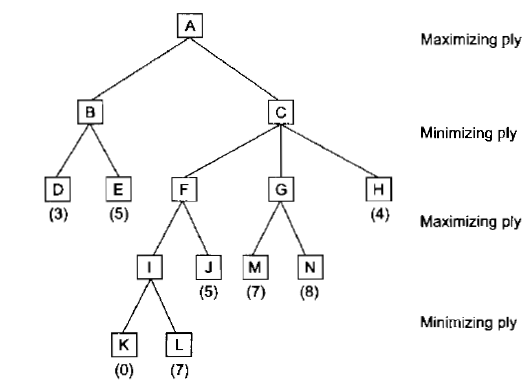 A
Maximizing ply
B C
Minimizing ply
D E F G H
(3) (5) (4)
Maximizing ply
I J M N
(5) (7) (8)
Minimizing ply
K L
(0) (7)